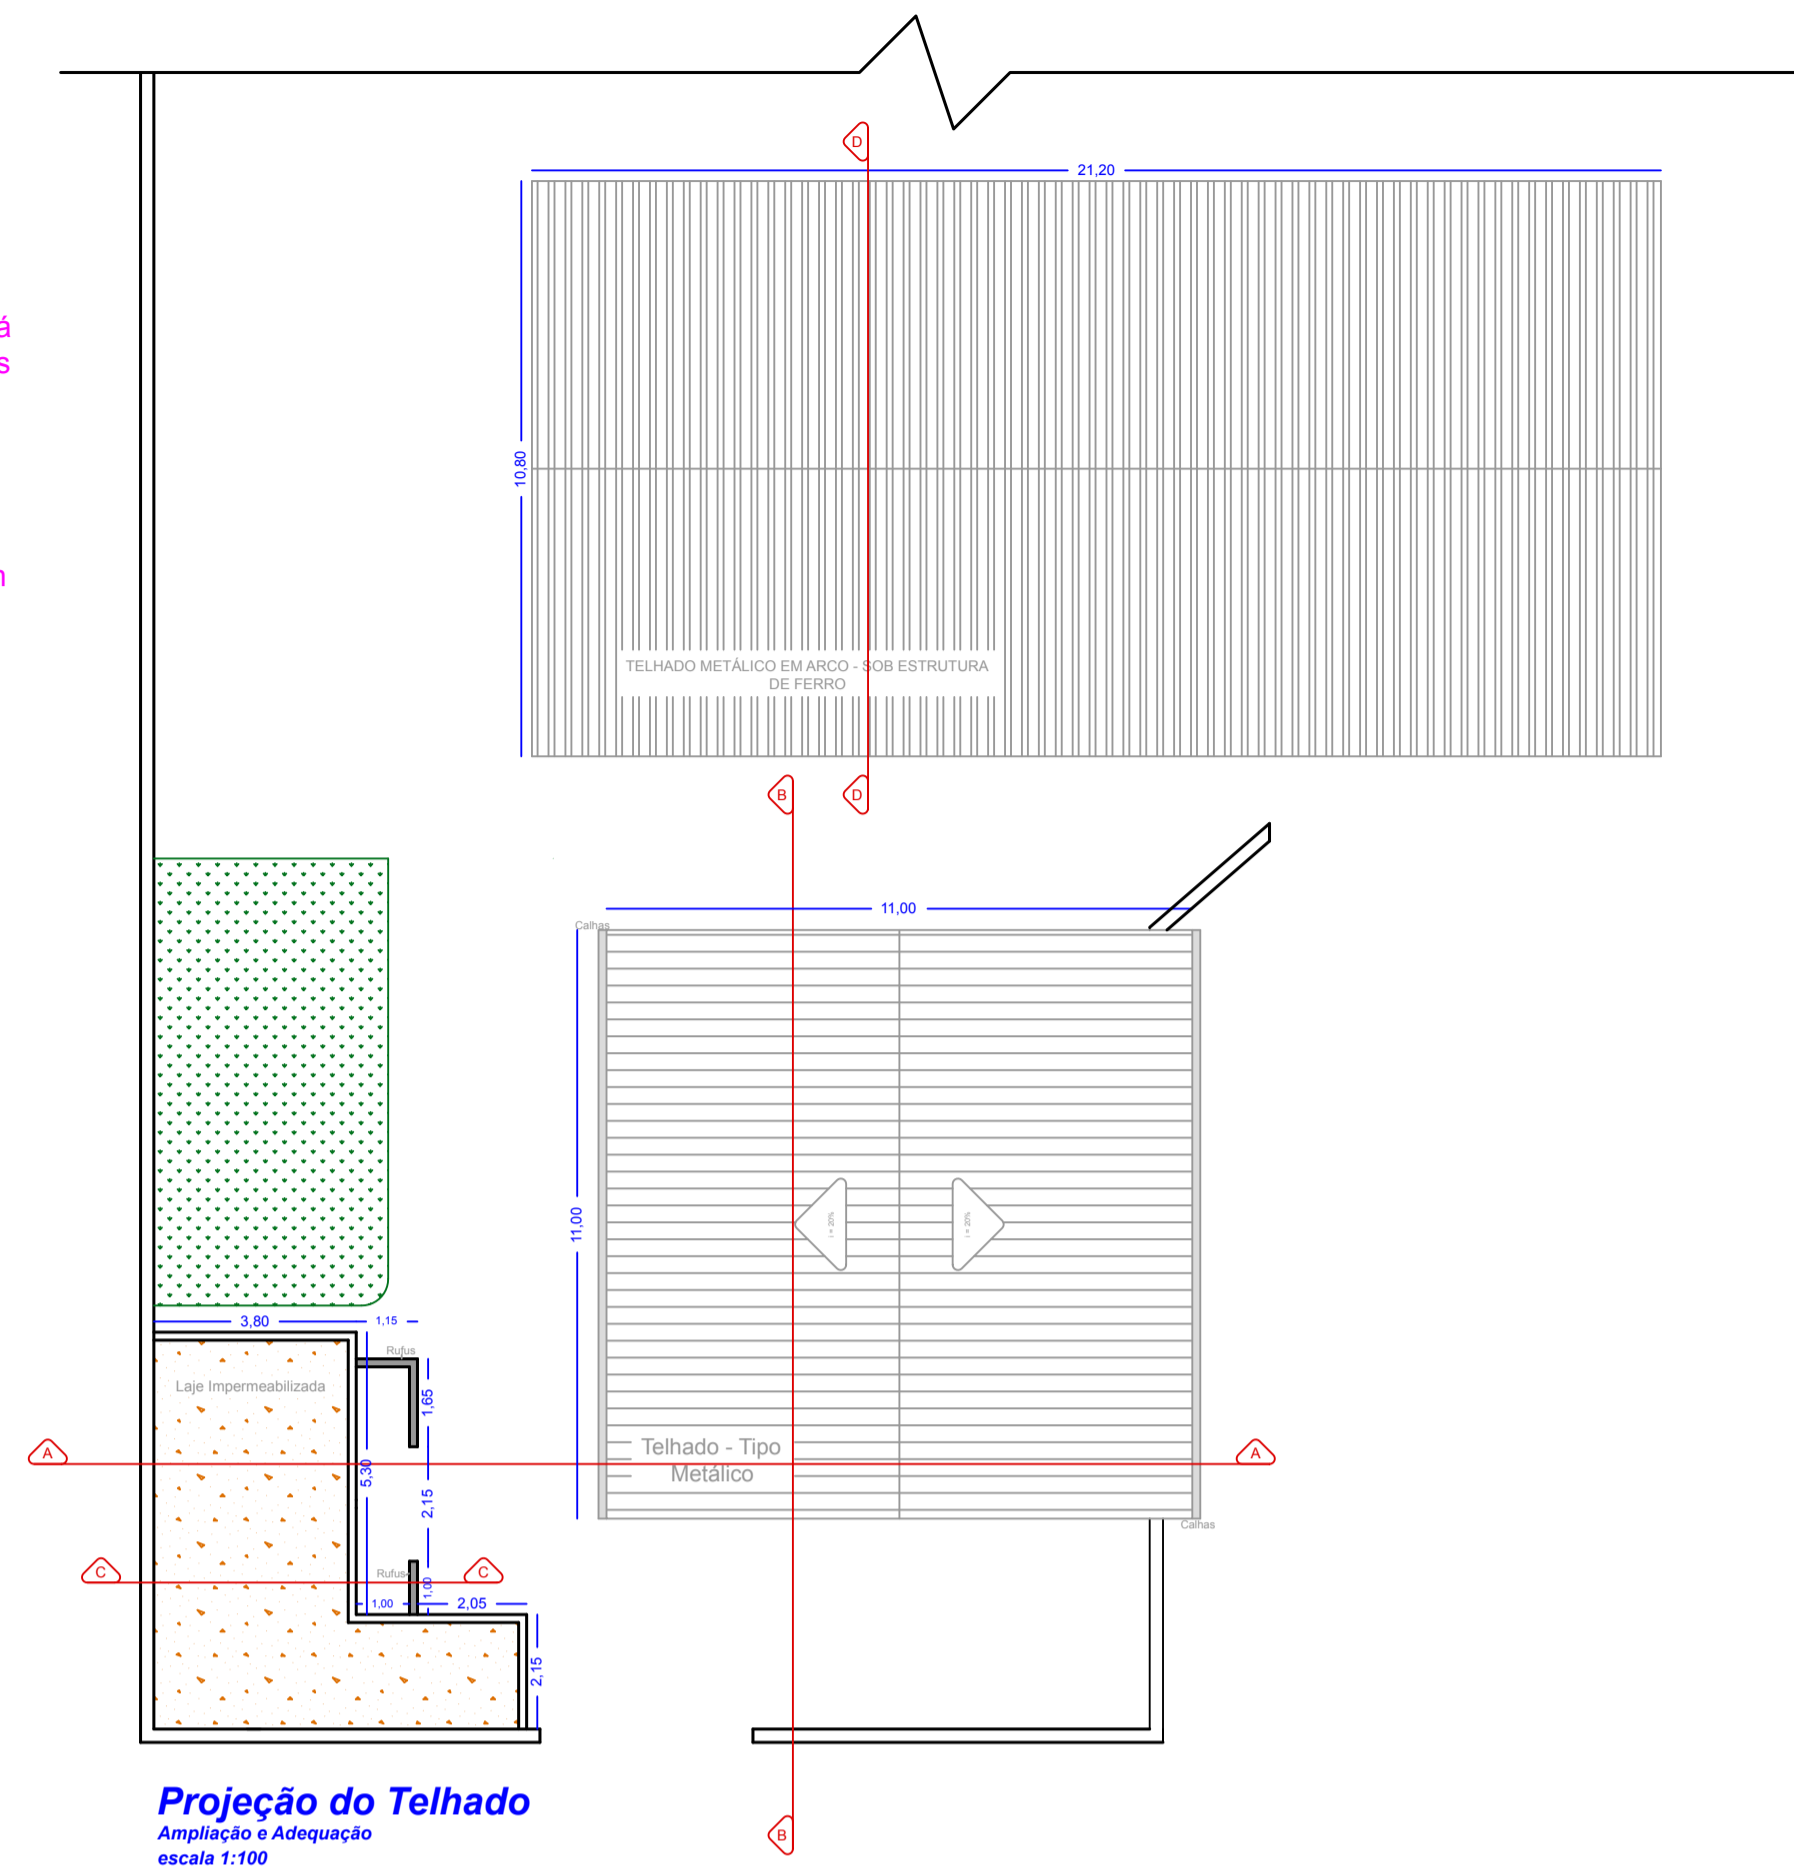 D
21,20
á
s
10,80
m
TELHADO METÁLICO EM ARCO - SOB ESTRUTURA
DE FERRO
B
D
11,00
Calhas
11,00
i = 20%
i = 20%
3,80
1,15
Rufus
Laje Impermeabilizada
1,65
A
5,30
Telhado - Tipo
Metálico
A
2,15
Calhas
C
Rufus
C
1,00
1,00
2,05
2,15
Projeção do Telhado
Ampliação e Adequação
escala 1:100
B